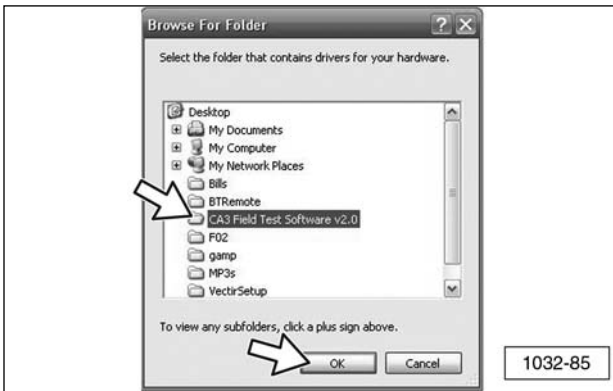 Browse For Folder
Select the folder that contains drivers for your hardware.
Desktop
My Documents
My Computer
My Network Places
Bills
BTRemote
CA3 Field Test Software v2.0
F02
gamp
MP3s
VectirSetup
To view any subfolders, click a plus sign above.
OK Cancel
1032-85